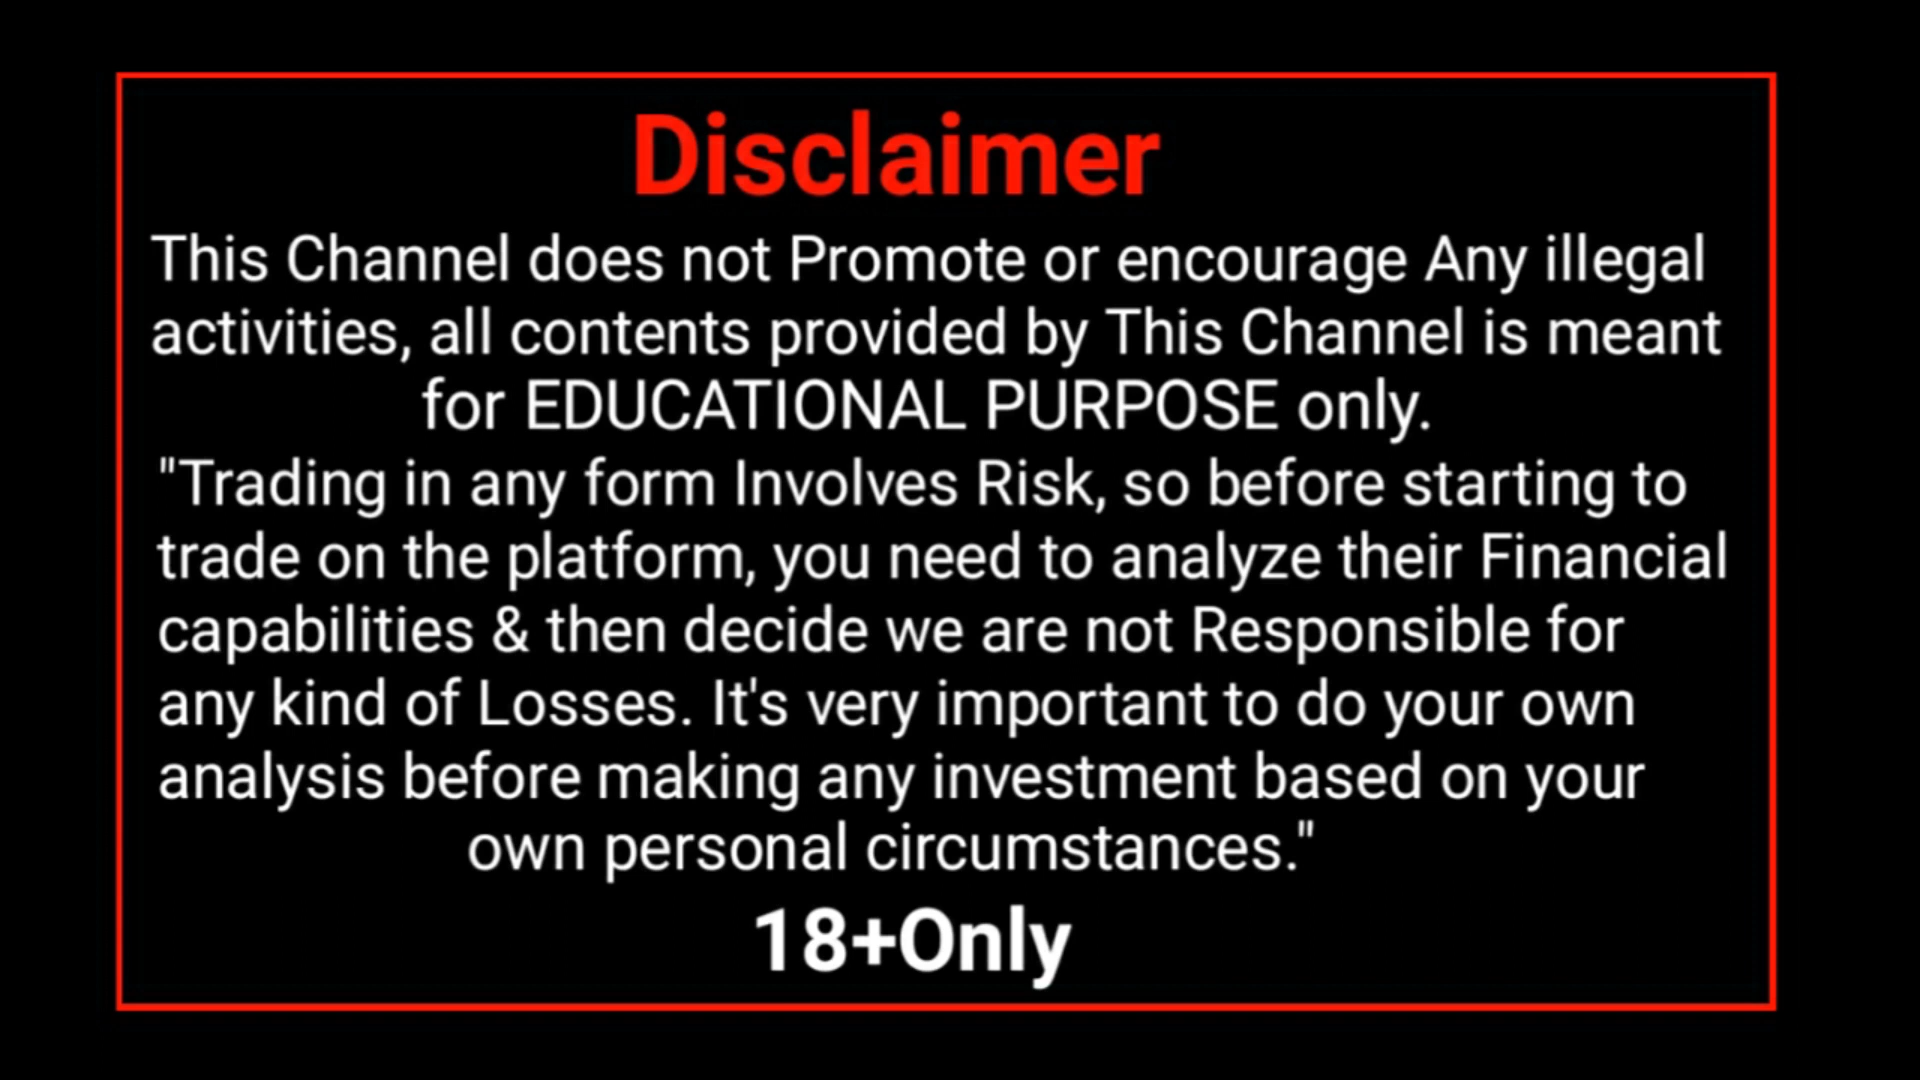 Disclaimer
This Channel does not Promote or encourage Any illegal
activities, all contents provided by This Channel is meant
for EDUCATIONAL PURPOSE only.
"Trading in any form Involves Risk, so before starting to
trade on the platform, you need to analyze their Financial
capabilities & then decide we are not Responsible for
any kind of Losses. It's very important to do your own
analysis before making any investment based on your
own personal circumstances."
18+Only